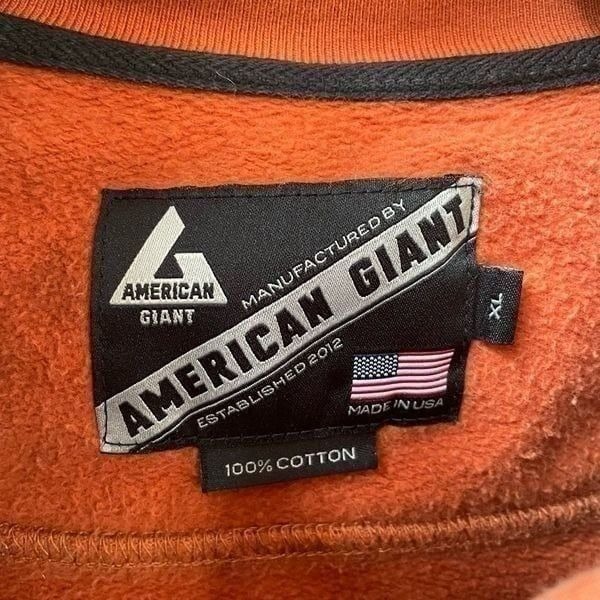 AMERICAN
GIANT
MANUFACTURED BY
AMERICAN GIANT
ESTABLISHED 2012
MADE IN USA
XL
100% COTTON